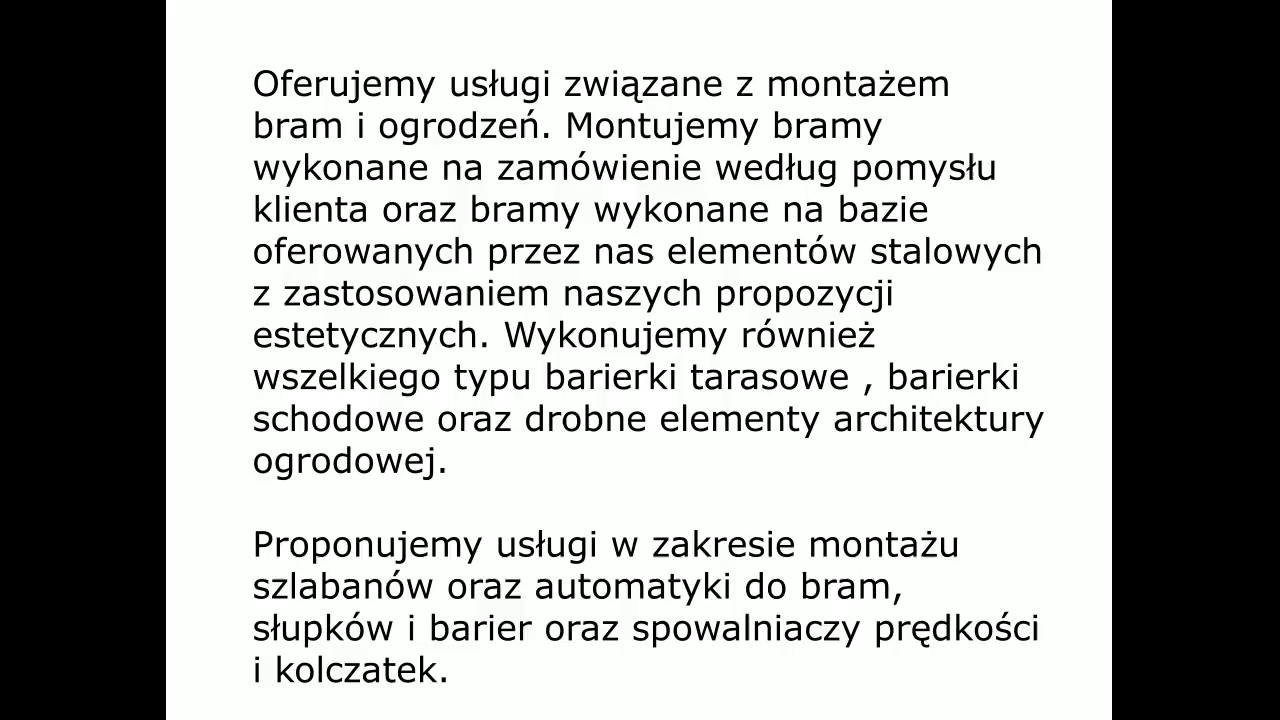 Oferujemy usługi związane z montażem
bram i ogrodzeń. Montujemy bramy
wykonane na zamówienie według pomysłu
klienta oraz bramy wykonane na bazie
oferowanych przez nas elementów stalowych
z zastosowaniem naszych propozycji
estetycznych. Wykonujemy również
wszelkiego typu barierki tarasowe , barierki
schodowe oraz drobne elementy architektury
ogrodowej.
Proponujemy usługi w zakresie montażu
szlabanów oraz automatyki do bram,
słupków i barier oraz spowalniaczy prędkości
i kolczatek.